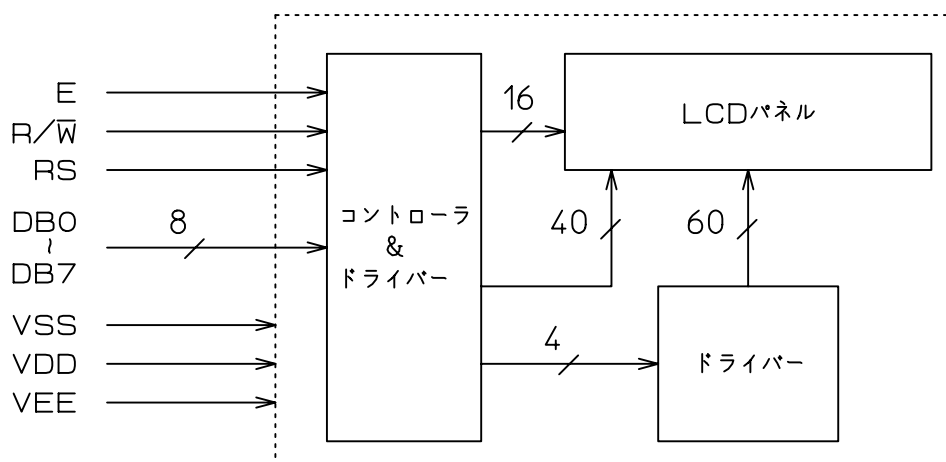 E
R/W̅
RS
DB0
~
DB7
8
VSS
VDD
VEE
コントローラ
&
ドライバー
16
40
60
4
LCDパネル
ドライバー